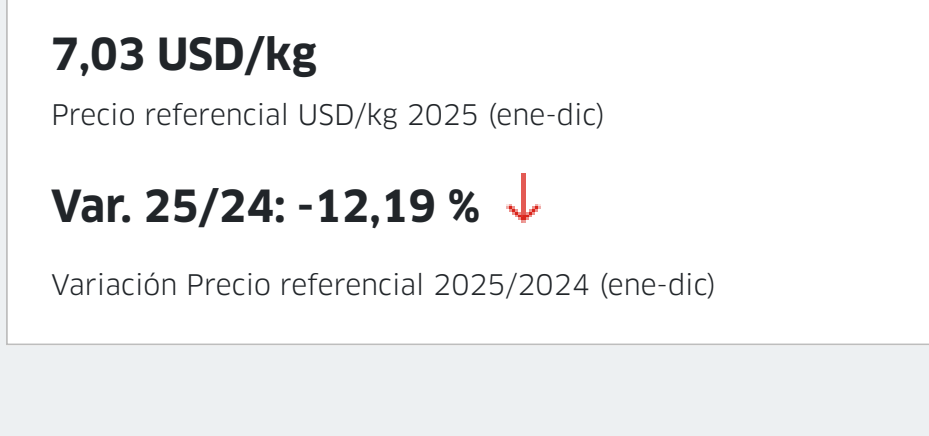 7,03 USD/kg
Precio referencial USD/kg 2025 (ene-dic)
Var. 25/24: -12,19 %
Variación Precio referencial 2025/2024 (ene-dic)